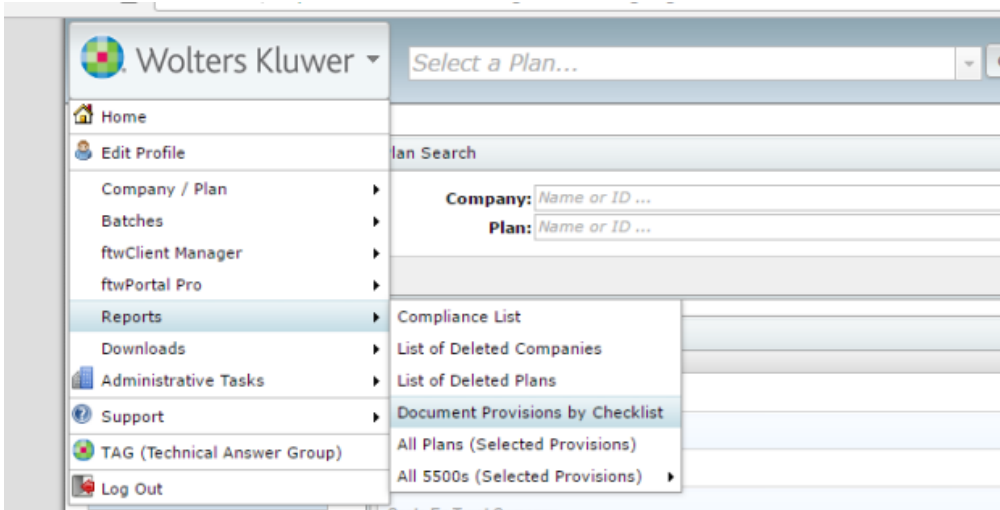 Wolters Kluwer
Select a Plan...
Home
Edit Profile
lan Search
Company / Plan
Company: Name or ID ...
Batches
Plan: Name or ID ...
ftwClient Manager
ftwPortal Pro
Reports
Compliance List
Downloads
List of Deleted Companies
Administrative Tasks
List of Deleted Plans
Support
Document Provisions by Checklist
TAG (Technical Answer Group)
All Plans (Selected Provisions)
Log Out
All 5500s (Selected Provisions)